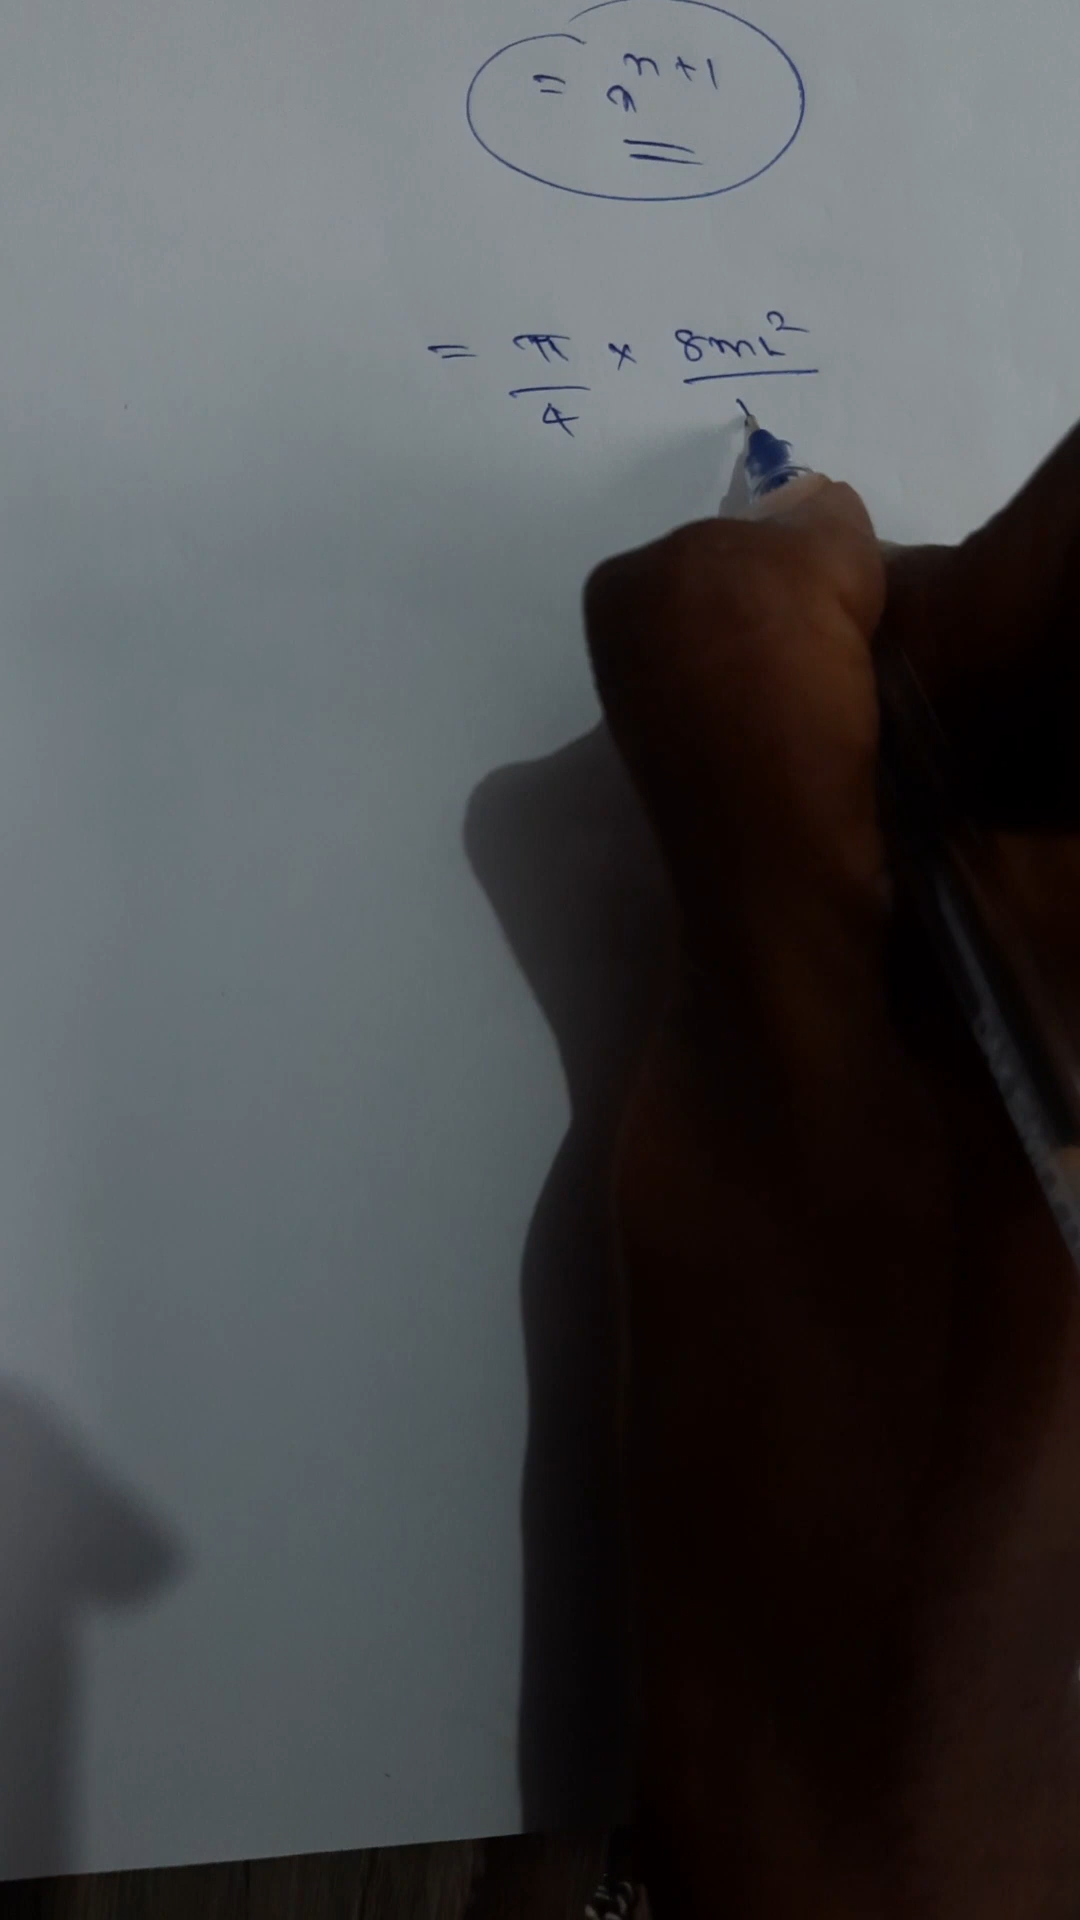 = x^{n+1}
= π/4 × 8mL²/